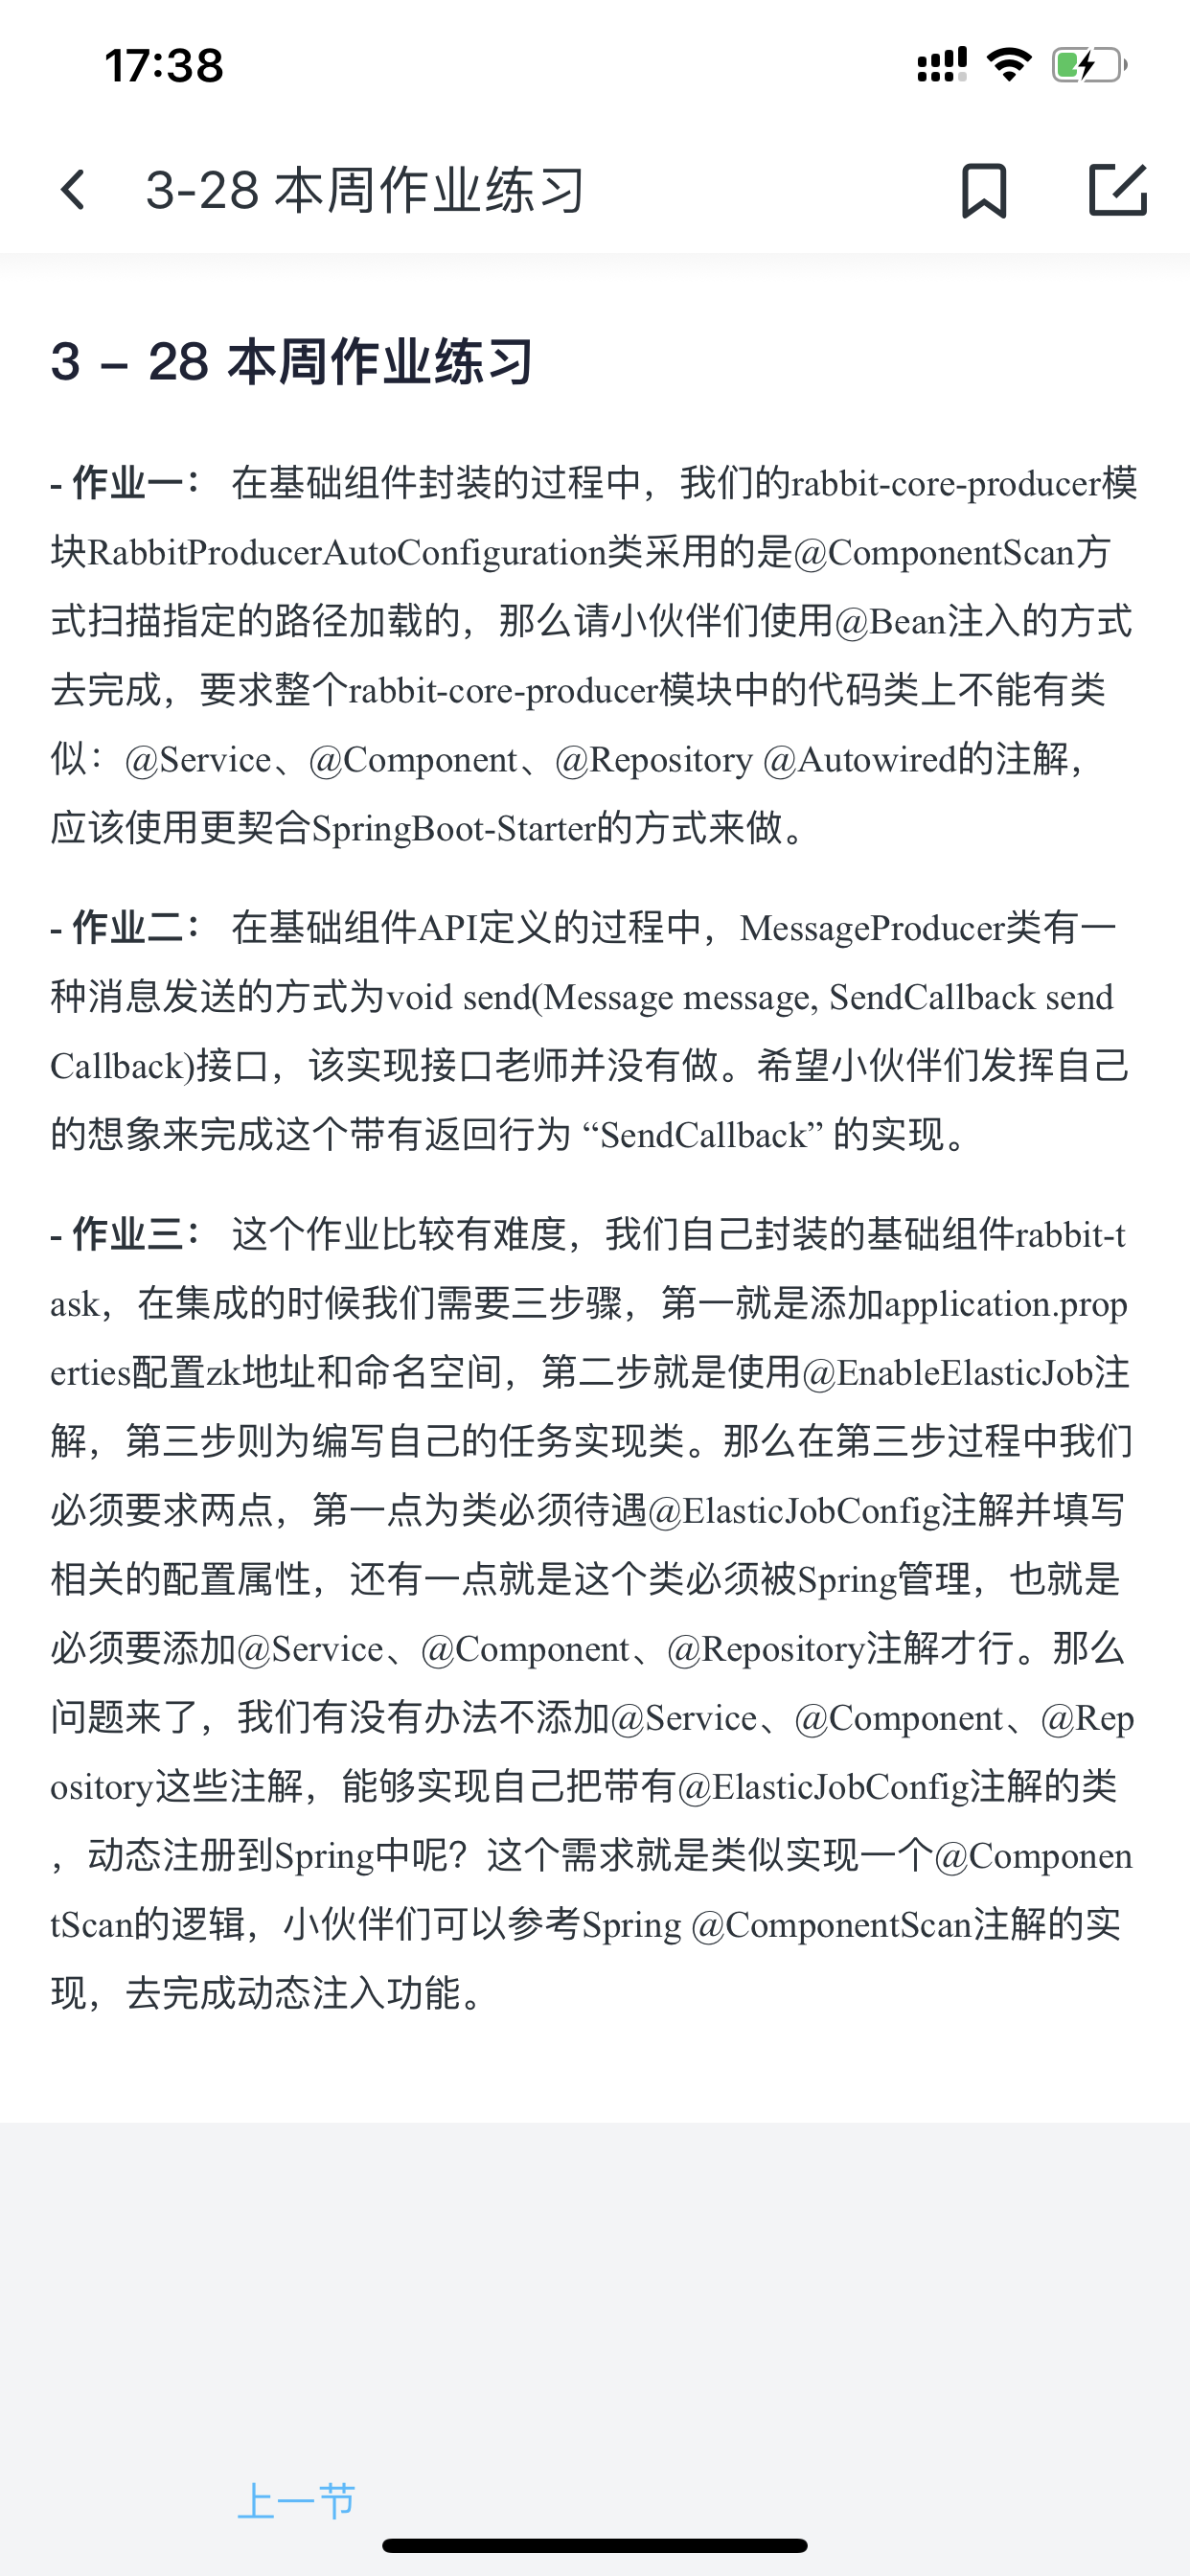 17:38
3-28 本周作业练习
3 – 28 本周作业练习
- 作业一： 在基础组件封装的过程中，我们的rabbit-core-producer模
块RabbitProducerAutoConfiguration类采用的是@ComponentScan方
式扫描指定的路径加载的，那么请小伙伴们使用@Bean注入的方式
去完成，要求整个rabbit-core-producer模块中的代码类上不能有类
似：@Service、@Component、@Repository @Autowired的注解，
应该使用更契合SpringBoot-Starter的方式来做。
- 作业二： 在基础组件API定义的过程中，MessageProducer类有一
种消息发送的方式为void send(Message message, SendCallback send
Callback)接口，该实现接口老师并没有做。希望小伙伴们发挥自己
的想象来完成这个带有返回行为 “SendCallback” 的实现。
- 作业三： 这个作业比较有难度，我们自己封装的基础组件rabbit-t
ask，在集成的时候我们需要三步骤，第一就是添加application.prop
erties配置zk地址和命名空间，第二步就是使用@EnableElasticJob注
解，第三步则为编写自己的任务实现类。那么在第三步过程中我们
必须要求两点，第一点为类必须待遇@ElasticJobConfig注解并填写
相关的配置属性，还有一点就是这个类必须被Spring管理，也就是
必须要添加@Service、@Component、@Repository注解才行。那么
问题来了，我们有没有办法不添加@Service、@Component、@Rep
ository这些注解，能够实现自己把带有@ElasticJobConfig注解的类
，动态注册到Spring中呢？这个需求就是类似实现一个@Componen
tScan的逻辑，小伙伴们可以参考Spring @ComponentScan注解的实
现，去完成动态注入功能。
上一节